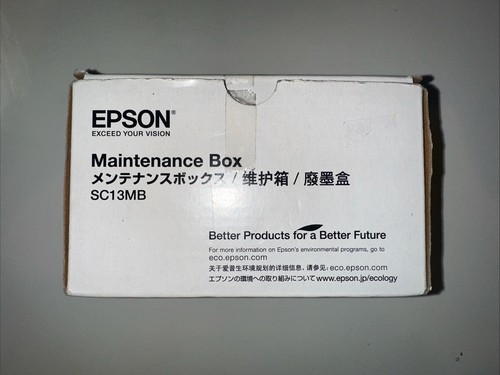 EPSON®
EXCEED YOUR VISION
Maintenance Box
メンテナンスボックス / 维护箱 / 廢墨盒
SC13MB
Better Products for a Better Future
For more information on Epson's environmental programs, go to
eco.epson.com
关于爱普生环境规划的详细信息，请参见：eco.epson.com
エプソンの環境への取り組みについて www.epson.jp/ecology